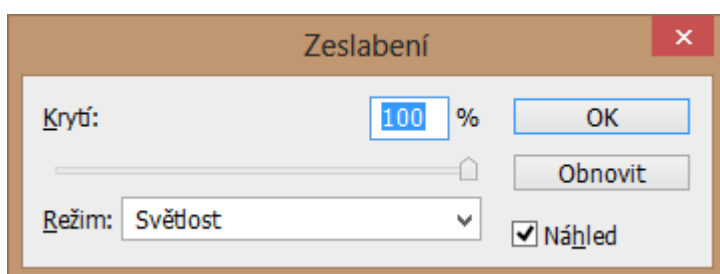 Zeslabení
Krytí: 100 % OK
Obnovit
Režim: Světlost
Náhled